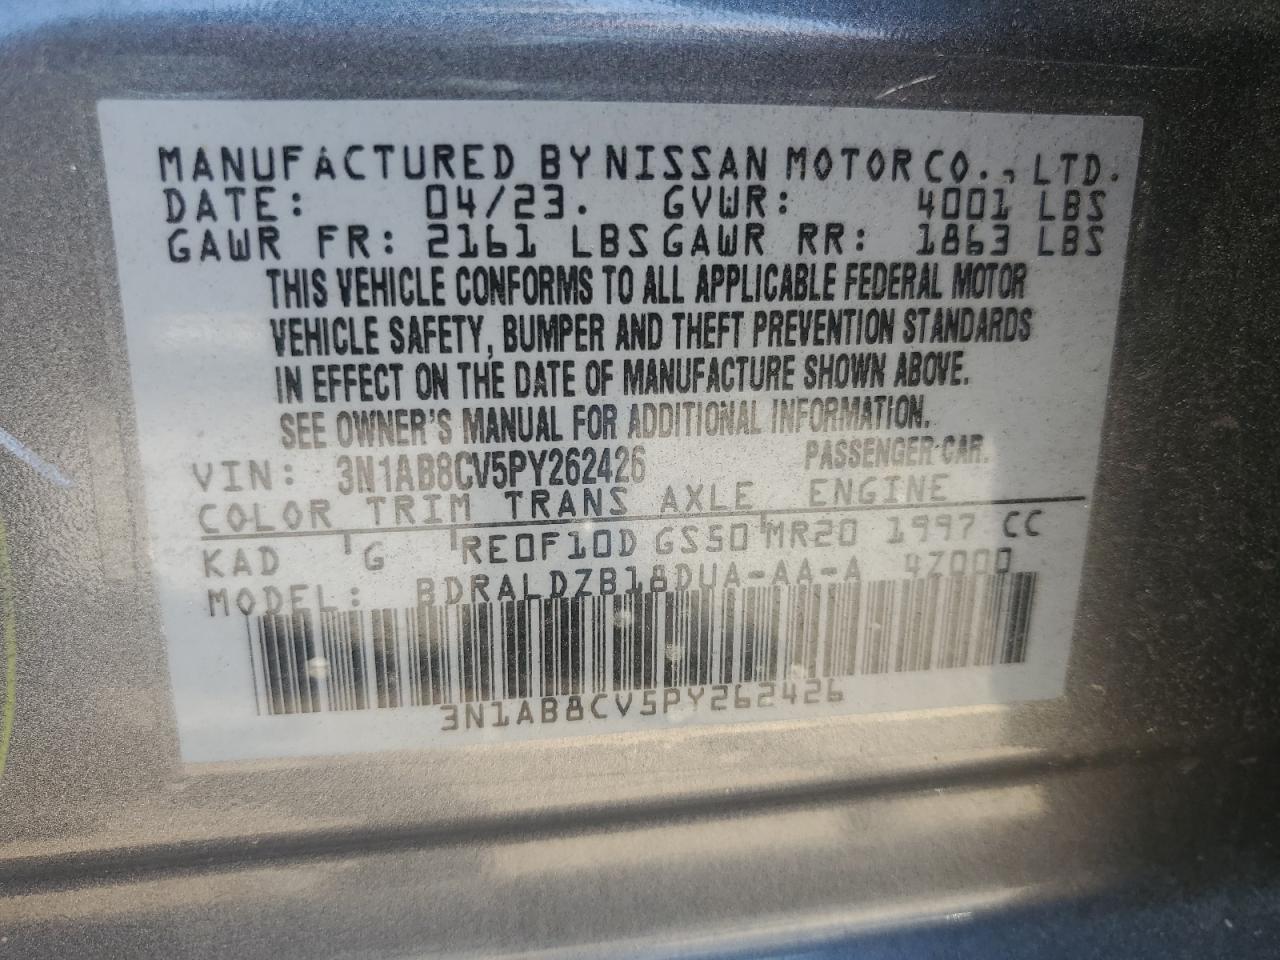 MANUFACTURED BY NISSAN MOTOR CO., LTD.
DATE: 04/23. GVWR: 4001 LBS
GAWR FR: 2161 LBS GAWR RR: 1863 LBS
THIS VEHICLE CONFORMS TO ALL APPLICABLE FEDERAL MOTOR
VEHICLE SAFETY, BUMPER AND THEFT PREVENTION STANDARDS
IN EFFECT ON THE DATE OF MANUFACTURE SHOWN ABOVE.
SEE OWNER'S MANUAL FOR ADDITIONAL INFORMATION.
VIN: 3N1AB8CV5PY262426 PASSENGER CAR.
COLOR TRIM TRANS AXLE ENGINE
KAD G RE0F10D GS50 MR20 1997 CC
MODEL: BDRALDZB18DUA-AA-A 47000
3N1AB8CV5PY262426